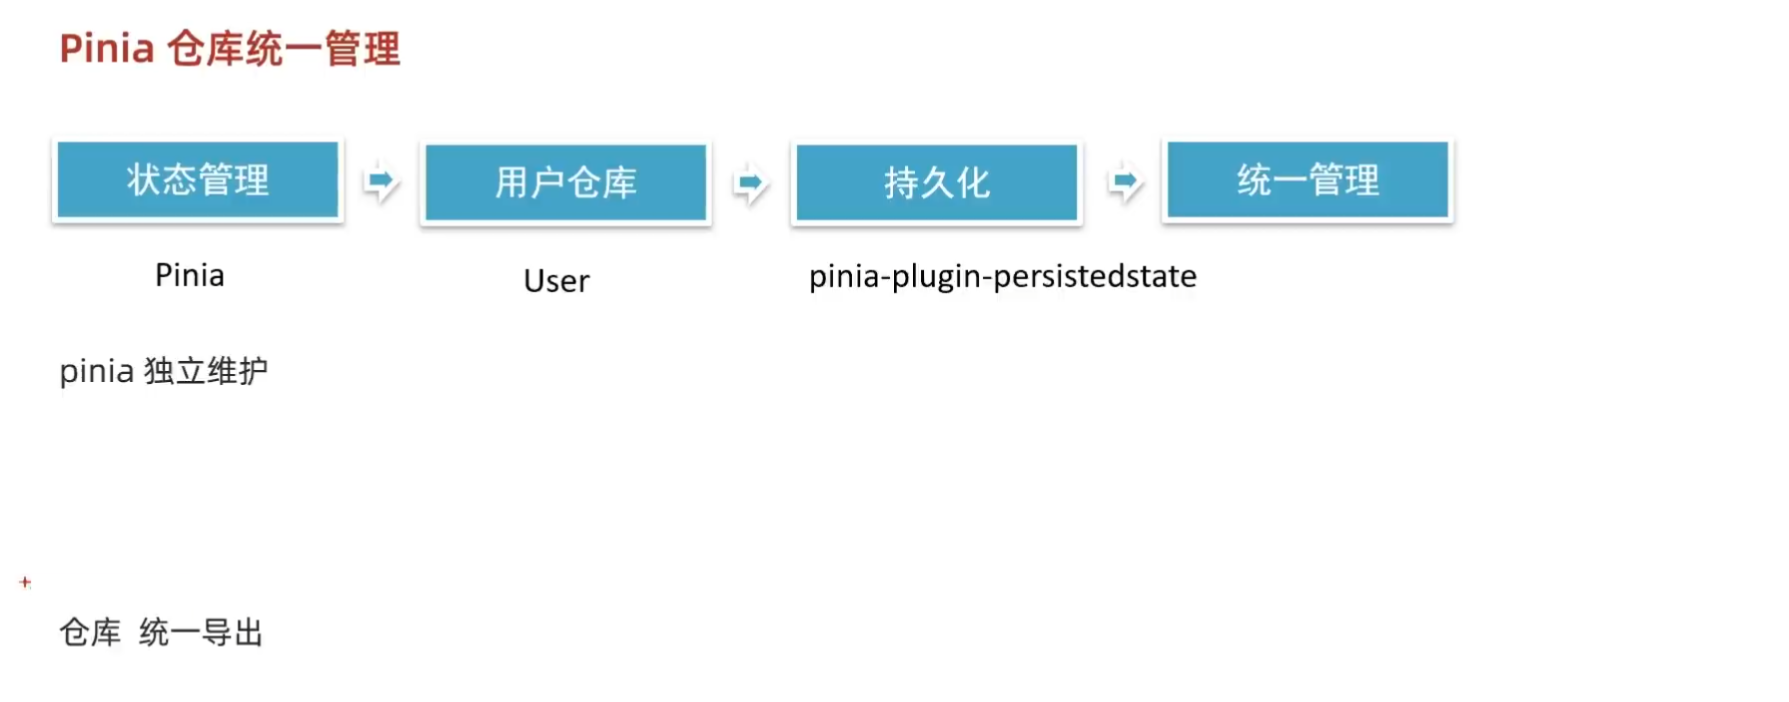 Pinia 仓库统一管理
状态管理 用户仓库 持久化 统一管理
Pinia User pinia-plugin-persistedstate
pinia 独立维护
仓库 统一导出